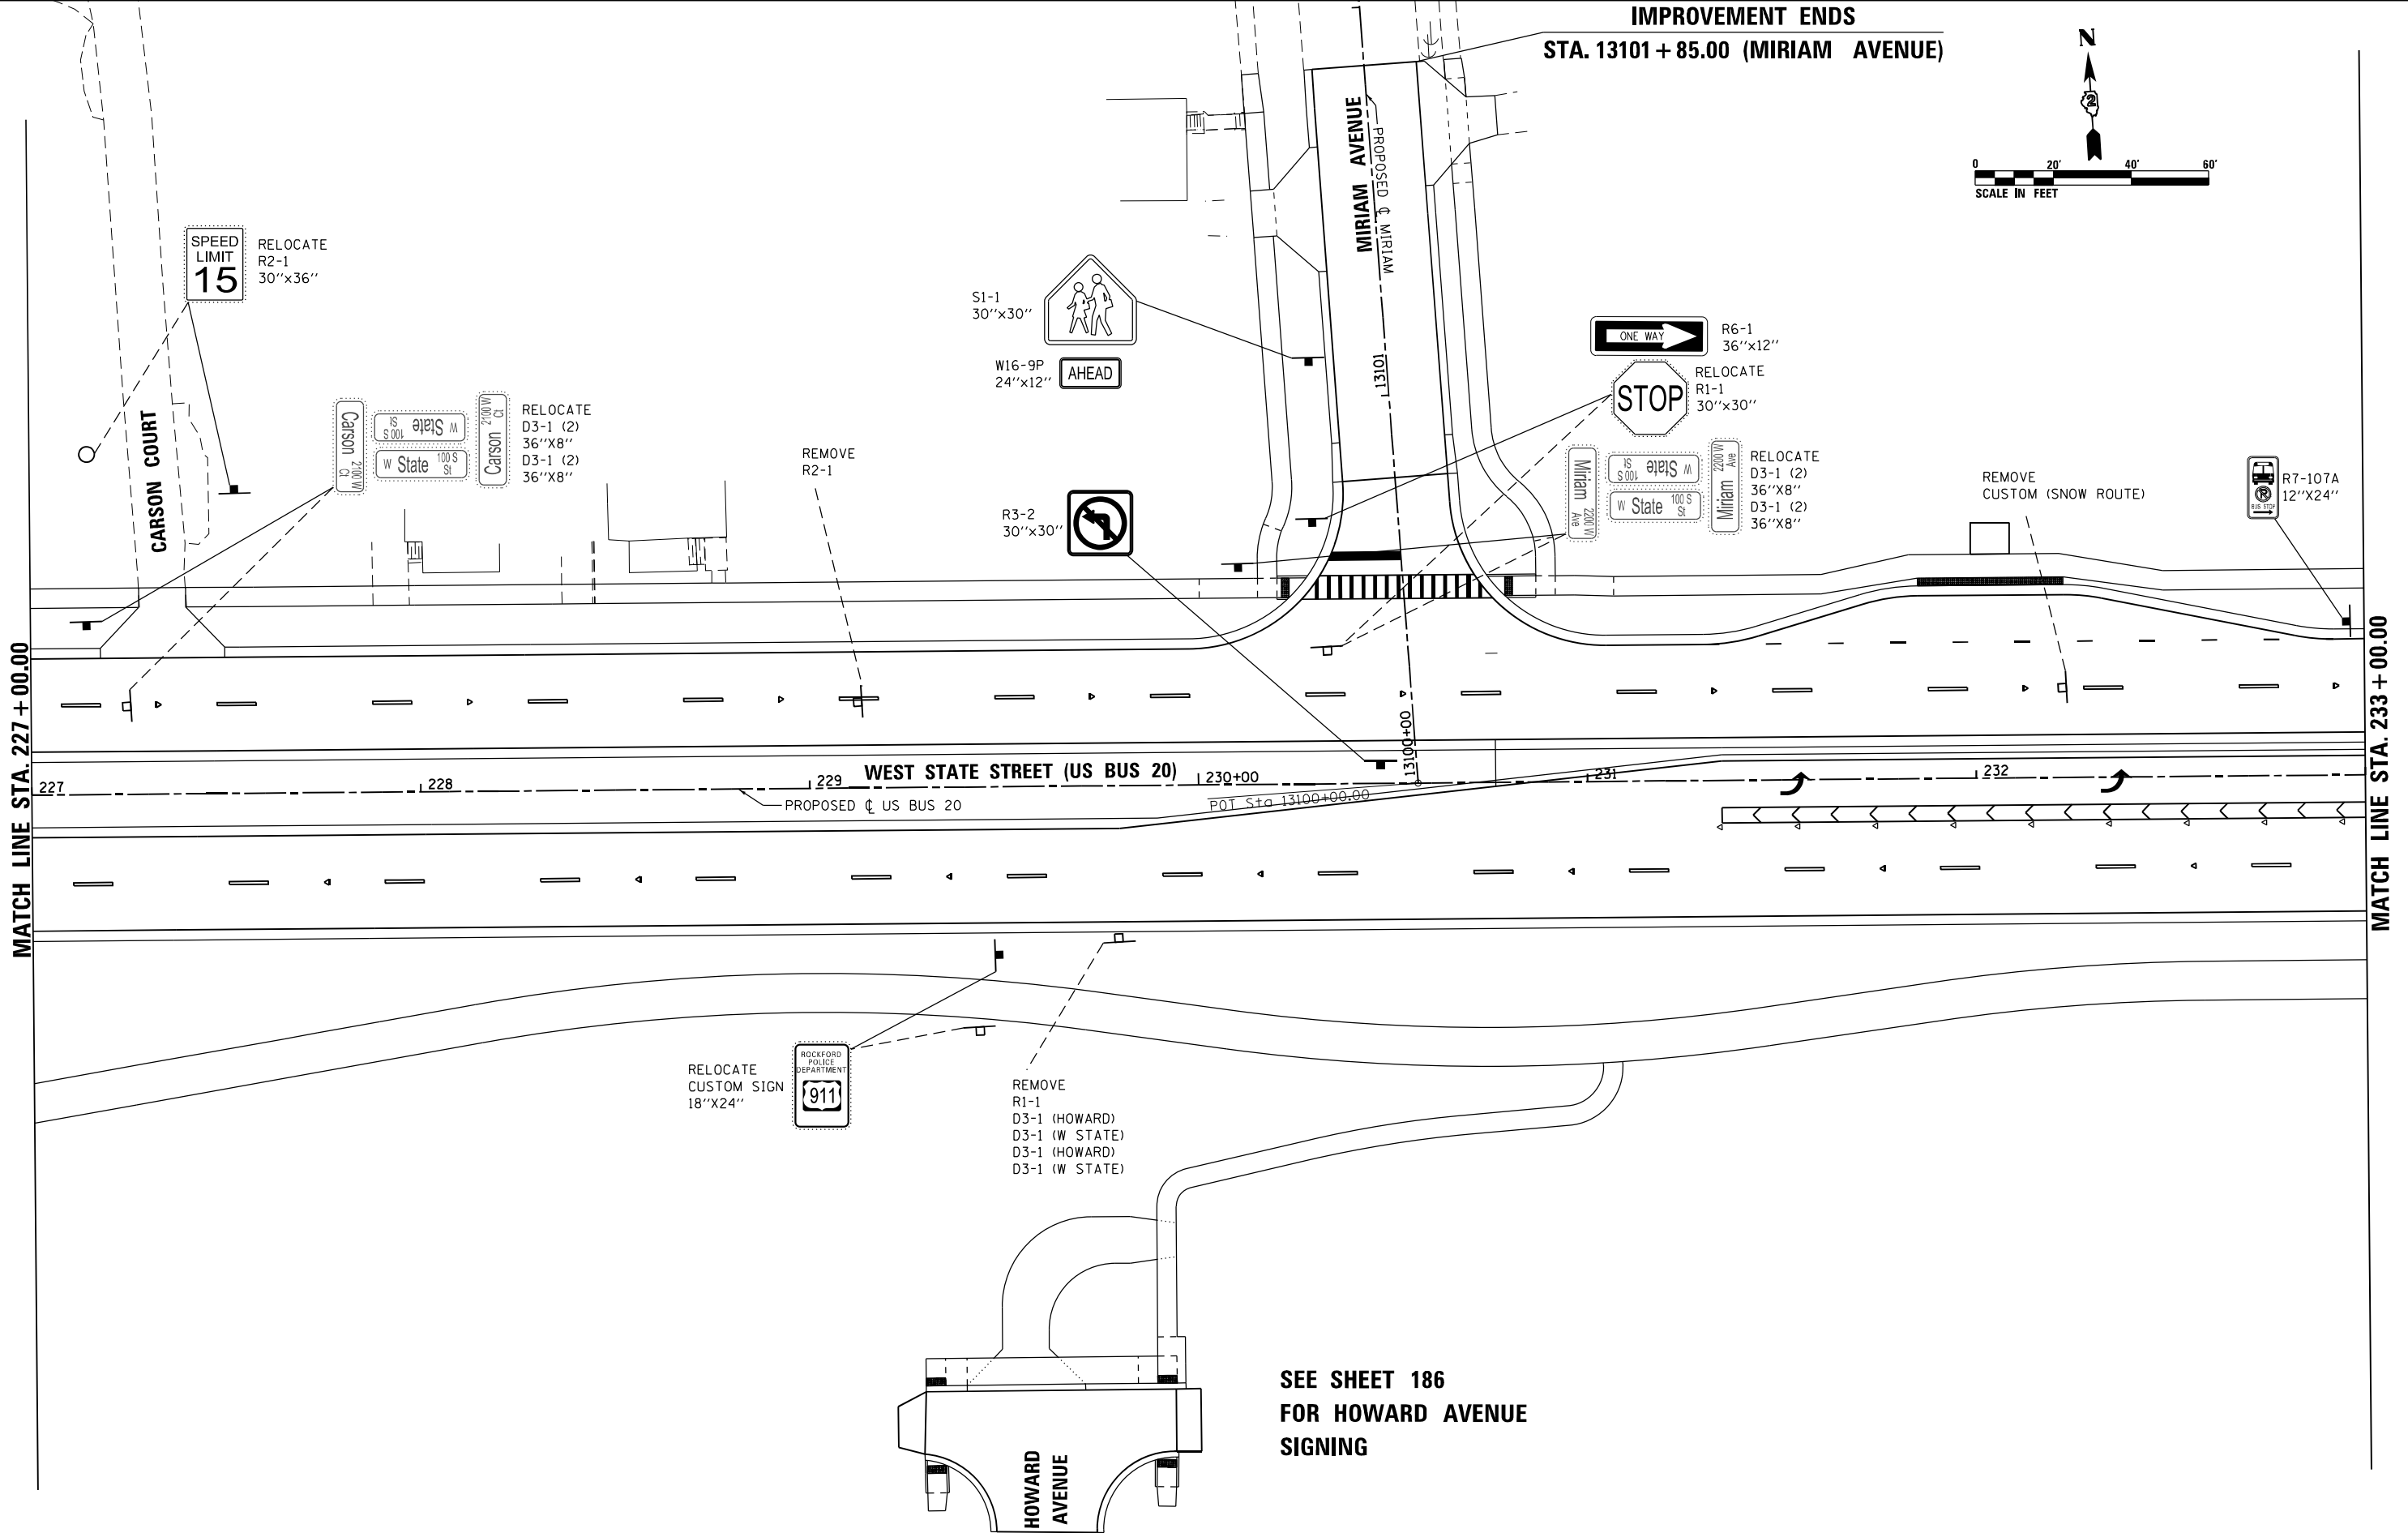 IMPROVEMENT ENDS
STA. 13101+85.00 (MIRIAM AVENUE)
N
2
0 20' 40' 60'
SCALE IN FEET
MIRIAM AVENUE
PROPOSED ℄ MIRIAM
13101
SPEED
LIMIT
15
RELOCATE
R2-1
30"x36"
CARSON COURT
Carson 2100 W Ct
W State 100 S St
W State 100 S St
Carson 2100 W Ct
RELOCATE
D3-1 (2)
36"X8"
D3-1 (2)
36"X8"
S1-1
30"x30"
W16-9P
24"x12"
AHEAD
REMOVE
R2-1
R3-2
30"x30"
ONE WAY
R6-1
36"x12"
STOP
RELOCATE
R1-1
30"x30"
Miriam 2200 W Ave
W State 100 S St
W State 100 S St
Miriam 2200 W Ave
RELOCATE
D3-1 (2)
36"X8"
D3-1 (2)
36"X8"
REMOVE
CUSTOM (SNOW ROUTE)
R
BUS STOP
R7-107A
12"X24"
MATCH LINE STA. 227+00.00
MATCH LINE STA. 233+00.00
WEST STATE STREET (US BUS 20)
227
228
229
230+00
231
232
13100+00
PROPOSED ℄ US BUS 20
POT Sta 13100+00.00
RELOCATE
CUSTOM SIGN
18"X24"
ROCKFORD
POLICE
DEPARTMENT
911
REMOVE
R1-1
D3-1 (HOWARD)
D3-1 (W STATE)
D3-1 (HOWARD)
D3-1 (W STATE)
SEE SHEET 186
FOR HOWARD AVENUE
SIGNING
HOWARD
AVENUE